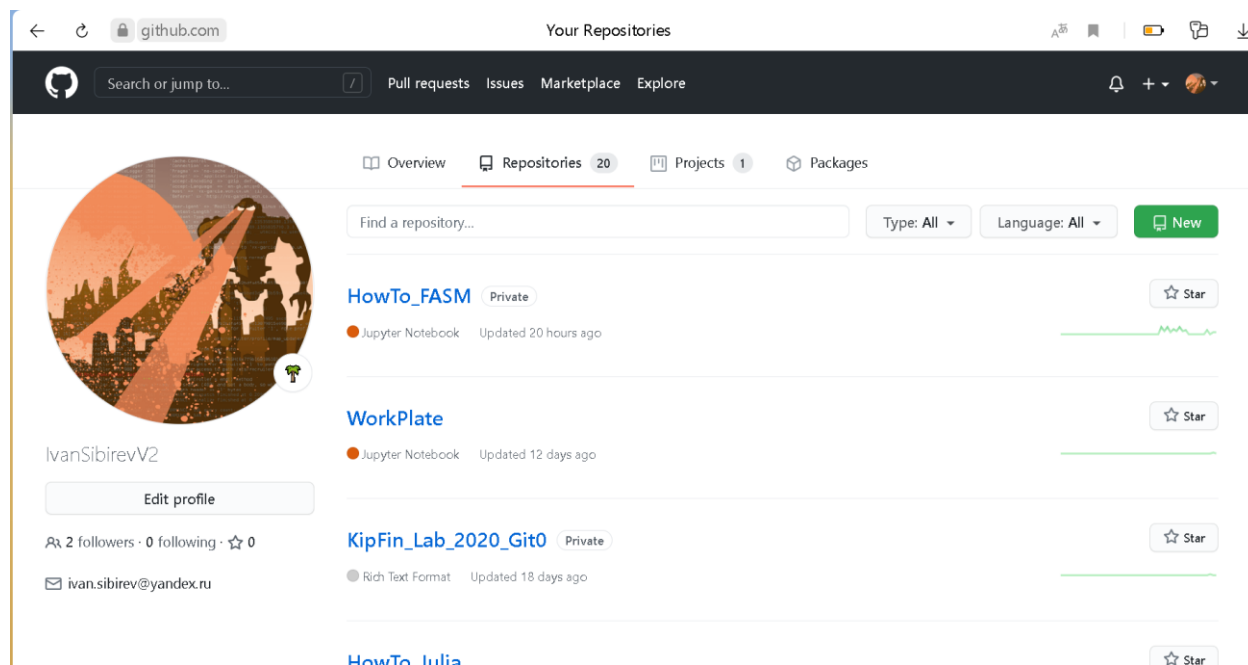 github.com
Your Repositories
Search or jump to... /
Pull requests Issues Marketplace Explore
Overview Repositories 20 Projects 1 Packages
Find a repository...
Type: All Language: All New
HowTo_FASM Private Star
Jupyter Notebook Updated 20 hours ago
WorkPlate Star
Jupyter Notebook Updated 12 days ago
IvanSibirevV2
Edit profile
2 followers · 0 following · 0
ivan.sibirev@yandex.ru
KipFin_Lab_2020_Git0 Private Star
Rich Text Format Updated 18 days ago
HowTo_Julia Star